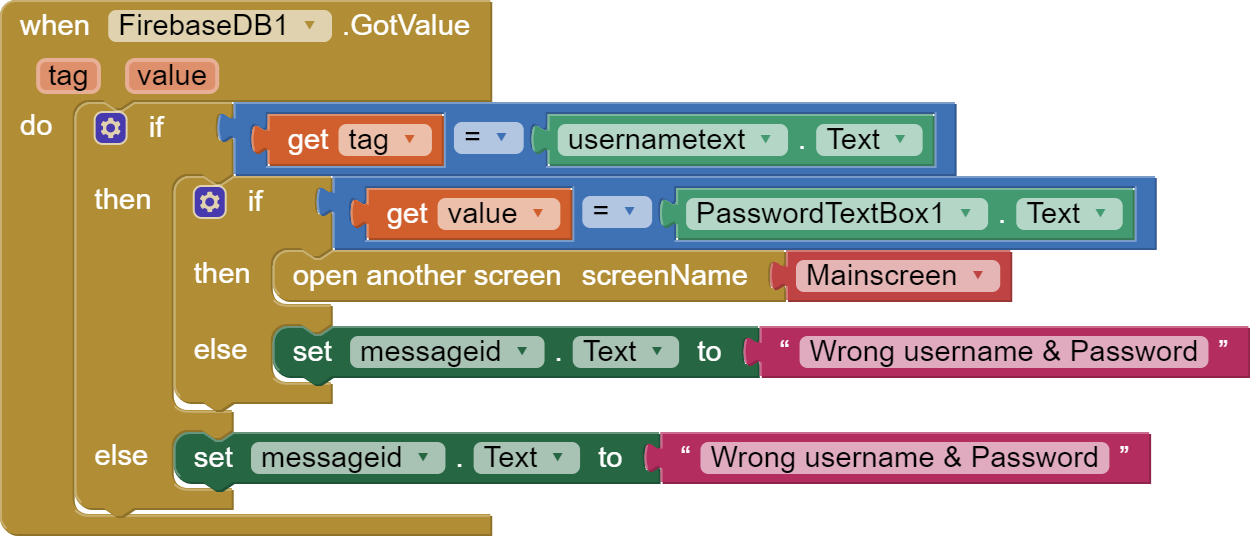 when FirebaseDB1 .GotValue
tag value
do if get tag = usernametext . Text
then if get value = PasswordTextBox1 . Text
then open another screen screenName Mainscreen
else set messageid . Text to “ Wrong username & Password ”
else set messageid . Text to “ Wrong username & Password ”